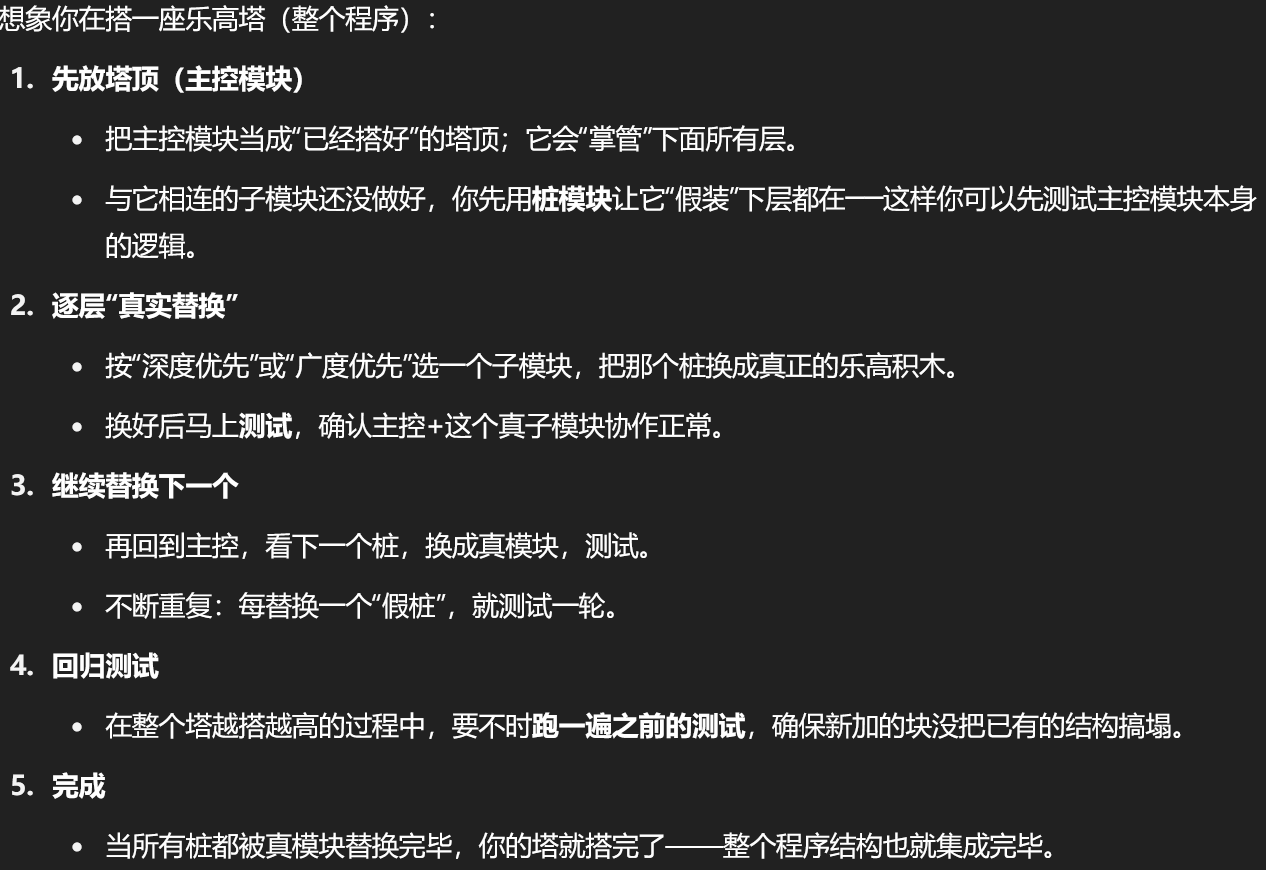 想象你在搭一座乐高塔（整个程序）：
1. 先放塔顶（主控模块）
• 把主控模块当成“已经搭好”的塔顶；它会“掌管”下面所有层。
• 与它相连的子模块还没做好，你先用桩模块让它“假装”下层都在——这样你可以先测试主控模块本身
的逻辑。
2. 逐层“真实替换”
• 按“深度优先”或“广度优先”选一个子模块，把那个桩换成真正的乐高积木。
• 换好后马上测试，确认主控+这个真子模块协作正常。
3. 继续替换下一个
• 再回到主控，看下一个桩，换成真模块，测试。
• 不断重复：每替换一个“假桩”，就测试一轮。
4. 回归测试
• 在整个塔越搭越高的过程中，要不时跑一遍之前的测试，确保新加的块没把已有的结构搞塌。
5. 完成
• 当所有桩都被真模块替换完毕，你的塔就搭完了——整个程序结构也就集成完毕。